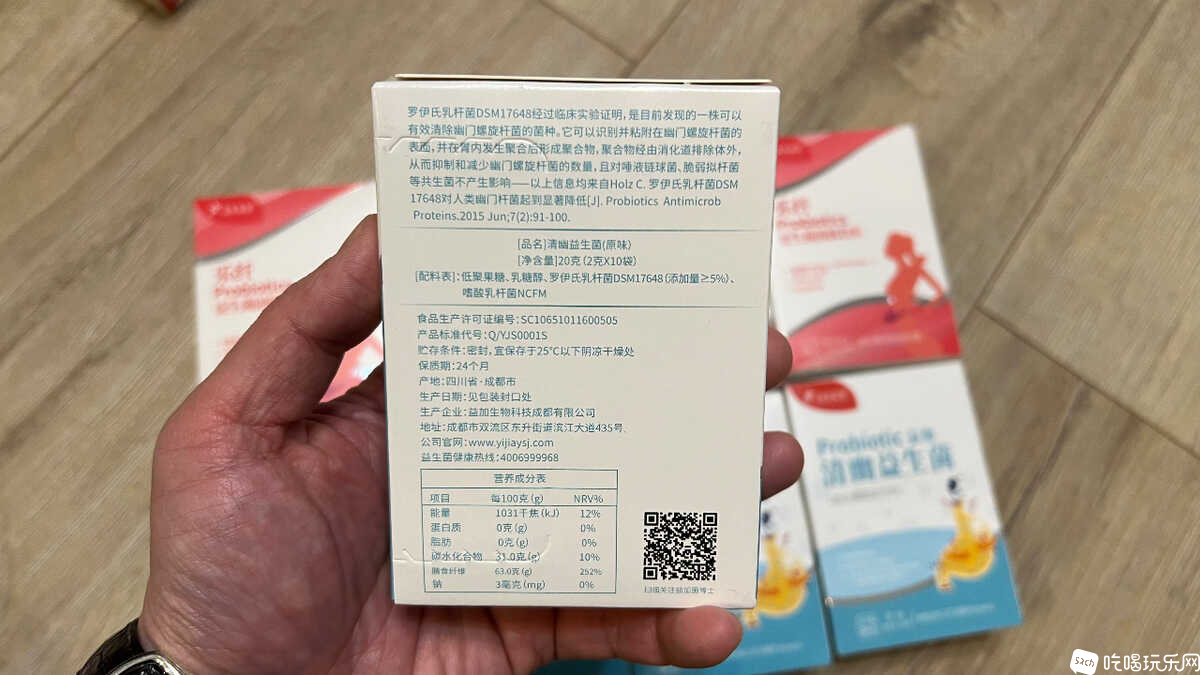 罗伊氏乳杆菌DSM17648经过临床实验证明,是目前发现的一株可以
有效清除幽门螺旋杆菌的菌种。它可以识别并粘附在幽门螺旋杆菌的
表面,并在胃内发生聚合后形成聚合物,聚合物经由消化道排除体外,
从而抑制和减少幽门螺旋杆菌的数量,且对唾液链球菌、脆弱拟杆菌
等共生菌不产生影响——以上信息均来自Holz C. 罗伊氏乳杆菌DSM
17648对人类幽门杆菌起到显著降低[J]. Probiotics Antimicrob
Proteins.2015 Jun;7(2):91-100.
[品名]清幽益生菌(原味)
[净含量]20克(2克X10袋)
[配料表]:低聚果糖、乳糖醇、罗伊氏乳杆菌DSM17648(添加量≥5%)、
嗜酸乳杆菌NCFM
食品生产许可证编号:SC10651011600505
产品标准代号:Q/YJS0001S
贮存条件:密封,宜保存于25℃以下阴凉干燥处
保质期:24个月
产地:四川省·成都市
生产日期:见包装封口处
生产企业:益加生物科技成都有限公司
地址:成都市双流区东升街道滨江大道435号.
公司官网:www.yijiaysj.com
益生菌健康热线:4006999968
营养成分表
项目 每100克(g) NRV%
能量 1031千焦(kJ) 12%
蛋白质 0克(g) 0%
脂肪 0克(g) 0%
碳水化合物 31.0克(g) 10%
膳食纤维 63.0克(g) 252%
钠 3毫克(mg) 0%
扫描关注益加菌博士
Probiotics
Probiotics
Probiotic 益加
清幽益生菌
52ch 吃喝玩乐网